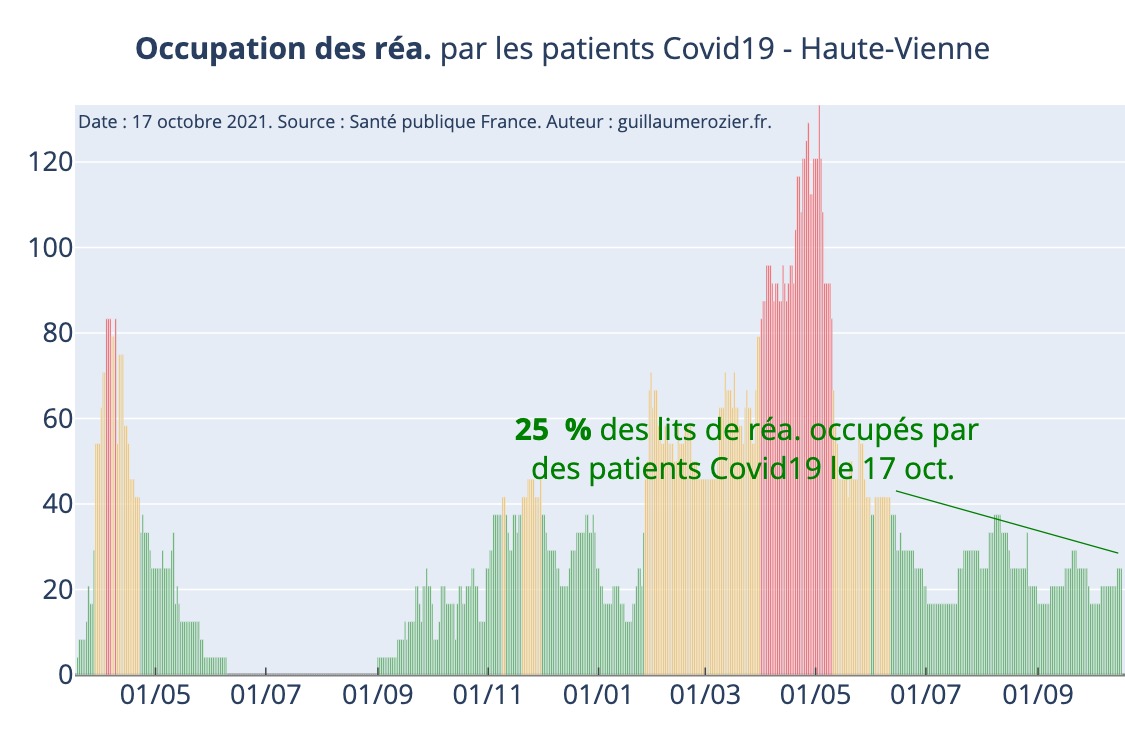 Occupation des réa. par les patients Covid19 - Haute-Vienne
Date : 17 octobre 2021. Source : Santé publique France. Auteur : guillaumerozier.fr.
120
100
80
60
40
20
0
25 % des lits de réa. occupés par
des patients Covid19 le 17 oct.
01/05 01/07 01/09 01/11 01/01 01/03 01/05 01/07 01/09